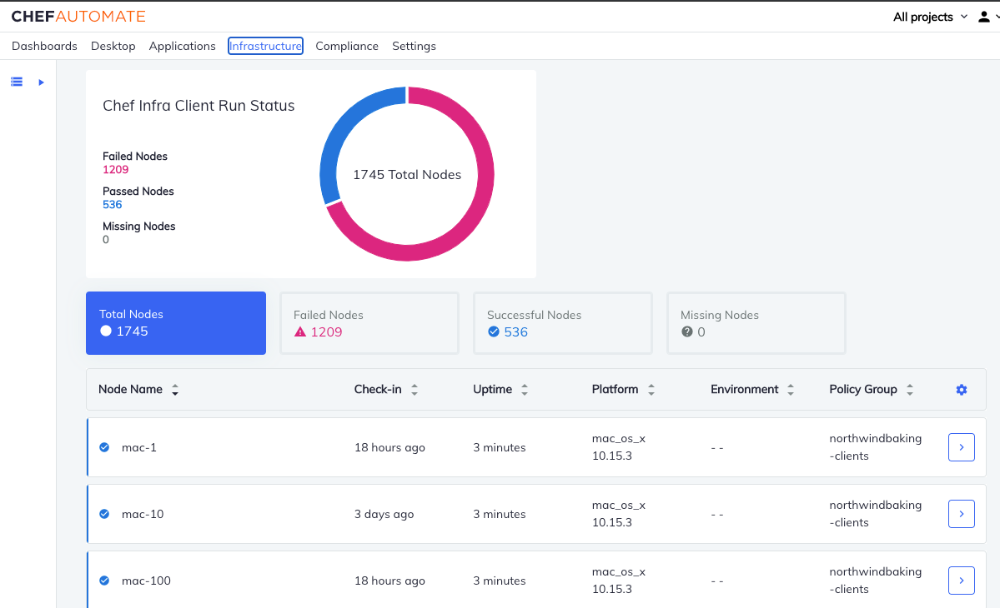 CHEFAUTOMATE
All projects
Dashboards Desktop Applications Infrastructure Compliance Settings
Chef Infra Client Run Status
Failed Nodes
1209
Passed Nodes
536
Missing Nodes
0
1745 Total Nodes
Total Nodes
1745
Failed Nodes
1209
Successful Nodes
536
Missing Nodes
0
Node Name Check-in Uptime Platform Environment Policy Group
mac-1 18 hours ago 3 minutes mac_os_x 10.15.3 - - northwindbaking
-clients
mac-10 3 days ago 3 minutes mac_os_x 10.15.3 - - northwindbaking
-clients
mac-100 18 hours ago 3 minutes mac_os_x 10.15.3 - - northwindbaking
-clients